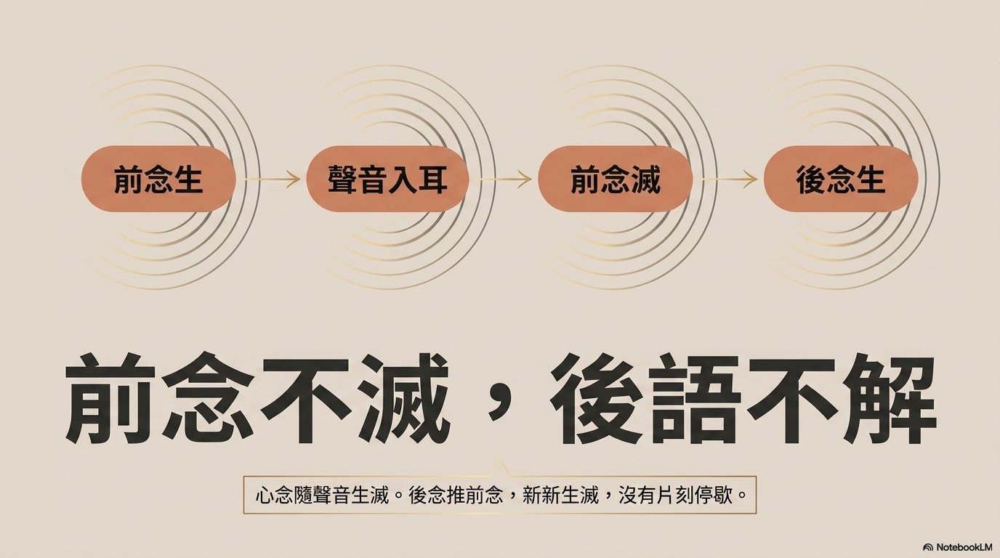 前念生
聲音入耳
前念滅
後念生
前念不滅，後語不解
心念隨聲音生滅。後念推前念，新新生滅，沒有片刻停歇。
NotebookLM